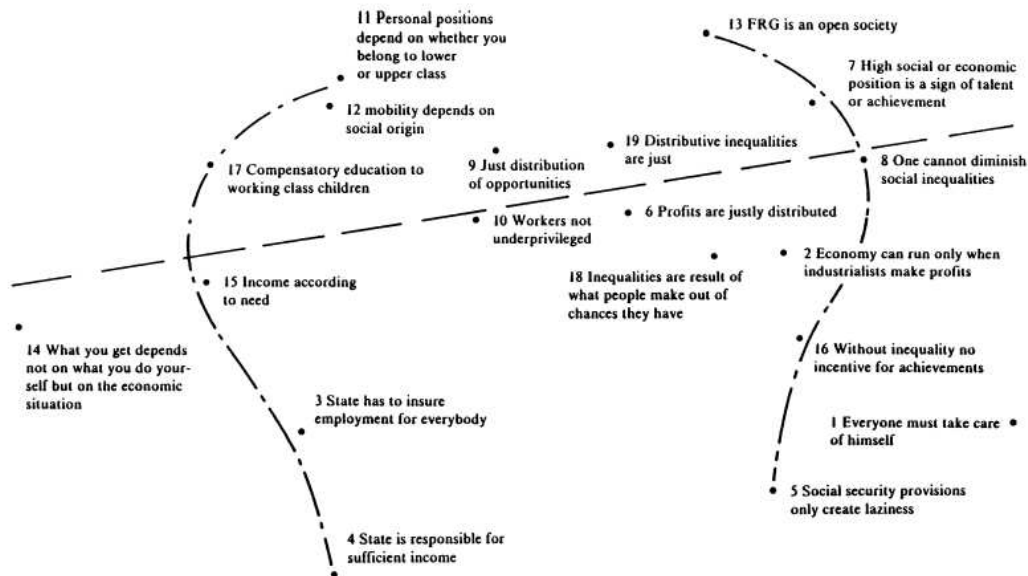 11 Personal positions
depend on whether you
belong to lower
or upper class
13 FRG is an open society
7 High social or economic
position is a sign of talent
or achievement
12 mobility depends on
social origin
19 Distributive inequalities
are just
17 Compensatory education to
working class children
9 Just distribution
of opportunities
8 One cannot diminish
social inequalities
10 Workers not
underprivileged
6 Profits are justly distributed
2 Economy can run only when
industrialists make profits
15 Income according
to need
18 Inequalities are result of
what people make out of
chances they have
14 What you get depends
not on what you do your-
self but on the economic
situation
16 Without inequality no
incentive for achievements
3 State has to insure
employment for everybody
1 Everyone must take care
of himself
5 Social security provisions
only create laziness
4 State is responsible for
sufficient income